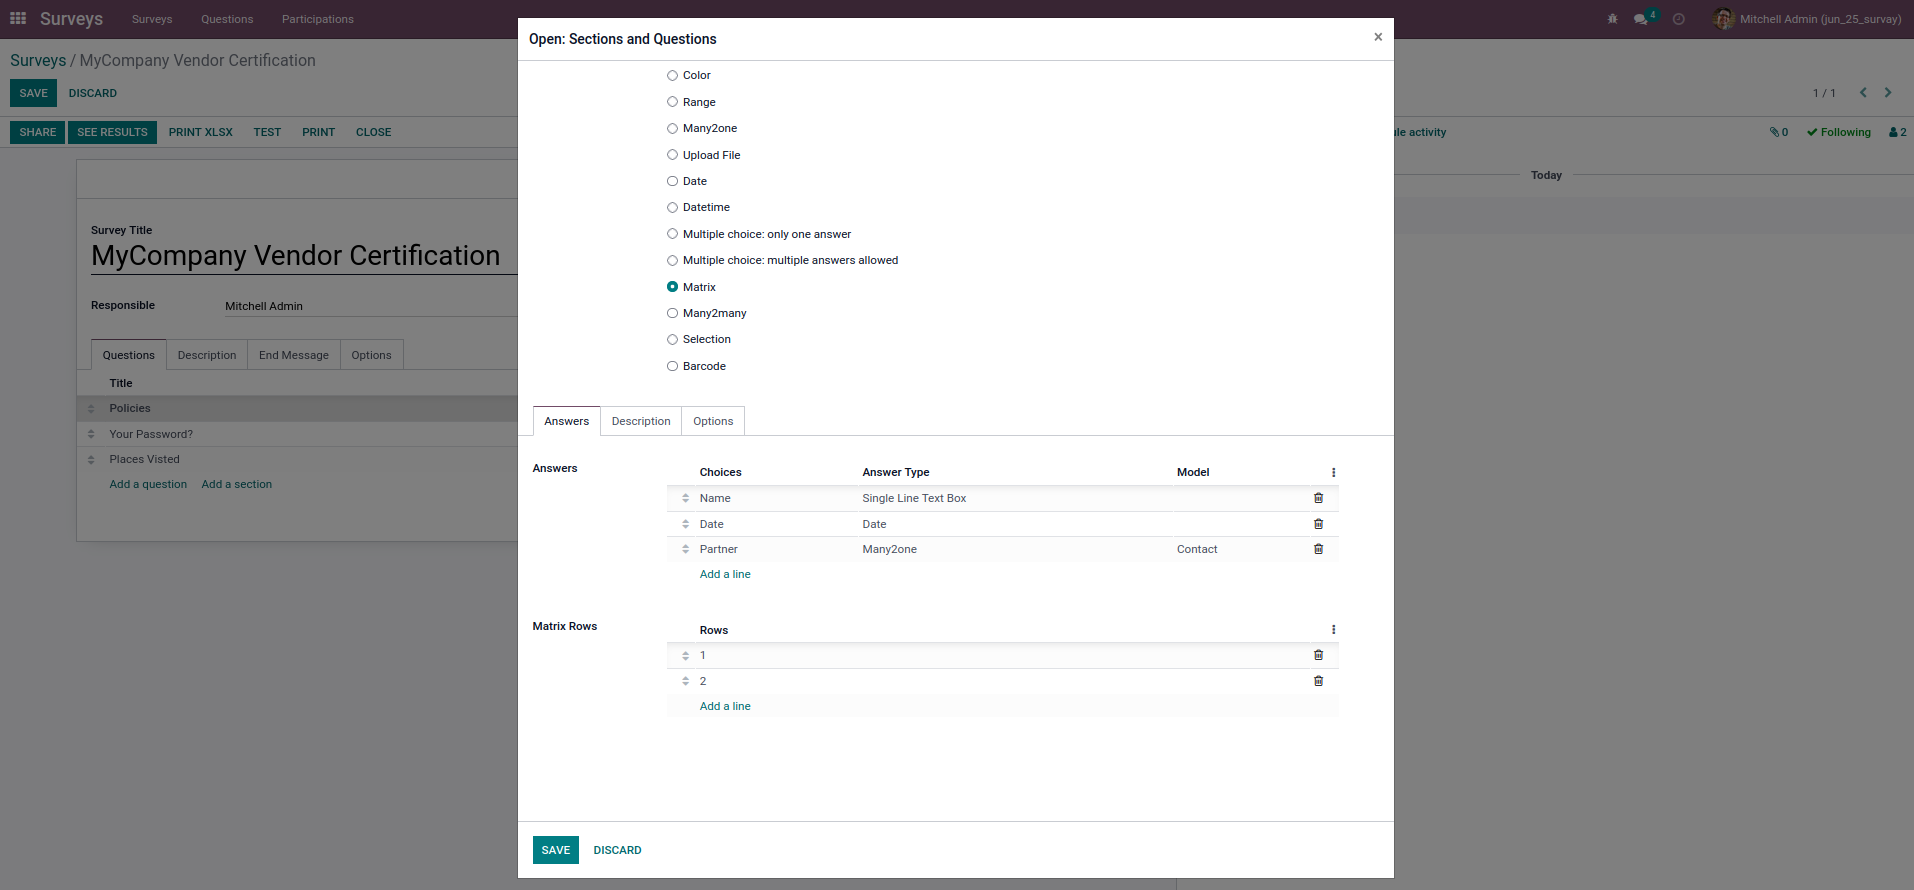 Surveys Surveys Questions Participations 4 Mitchell Admin (jun_25_survay)
Surveys / MyCompany Vendor Certification
SAVE DISCARD 1 / 1
SHARE SEE RESULTS PRINT XLSX TEST PRINT CLOSE ule activity 0 Following 2
Today
Survey Title
MyCompany Vendor Certification
Responsible Mitchell Admin
Questions Description End Message Options
Title
Policies
Your Password?
Places Visted
Add a question Add a section
Open: Sections and Questions ×
Color
Range
Many2one
Upload File
Date
Datetime
Multiple choice: only one answer
Multiple choice: multiple answers allowed
Matrix
Many2many
Selection
Barcode
Answers Description Options
Answers Choices Answer Type Model
Name Single Line Text Box
Date Date
Partner Many2one Contact
Add a line
Matrix Rows Rows
1
2
Add a line
SAVE DISCARD